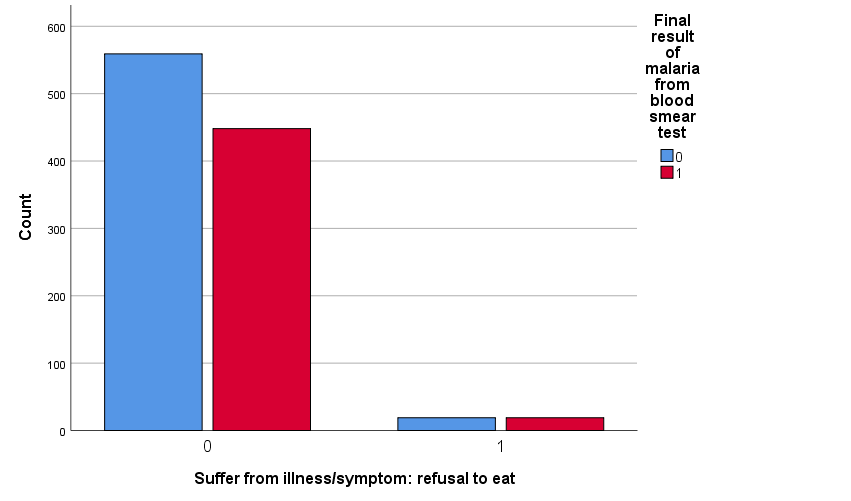 600
500
400
300
200
100
0
Count
0
1
Suffer from illness/symptom: refusal to eat
Final
result
of
malaria
from
blood
smear
test
0
1